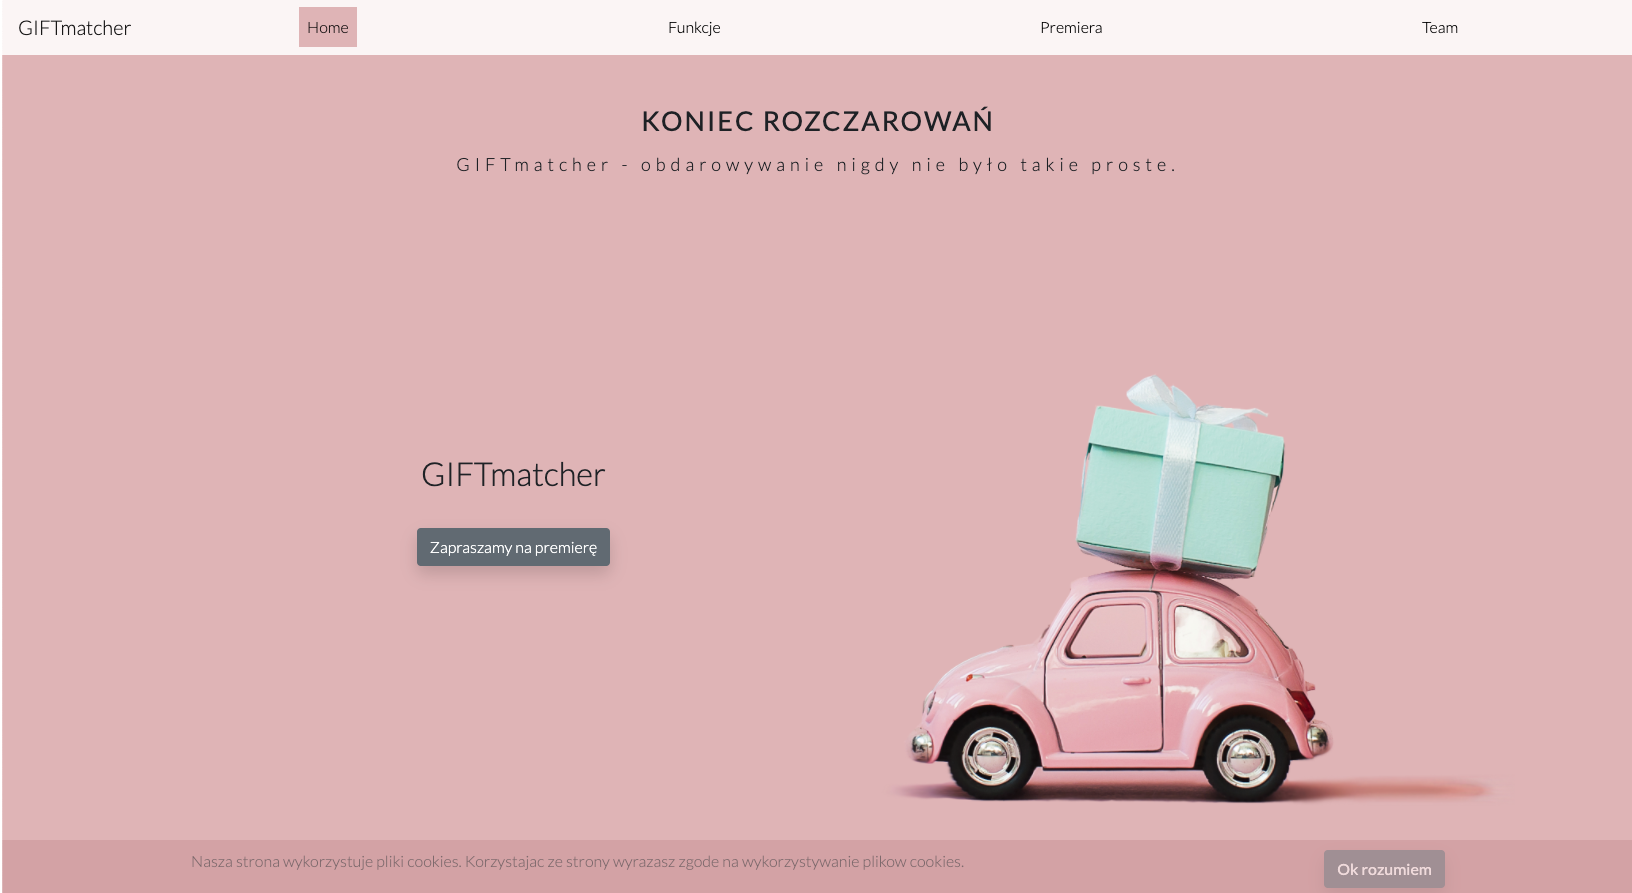 GIFTmatcher Home Funkcje Premiera Team
KONIEC ROZCZAROWAŃ
GIFTmatcher - obdarowywanie nigdy nie było takie proste.
GIFTmatcher
Zapraszamy na premierę
Nasza strona wykorzystuje pliki cookies. Korzystajac ze strony wyrazasz zgode na wykorzystywanie plikow cookies.
Ok rozumiem